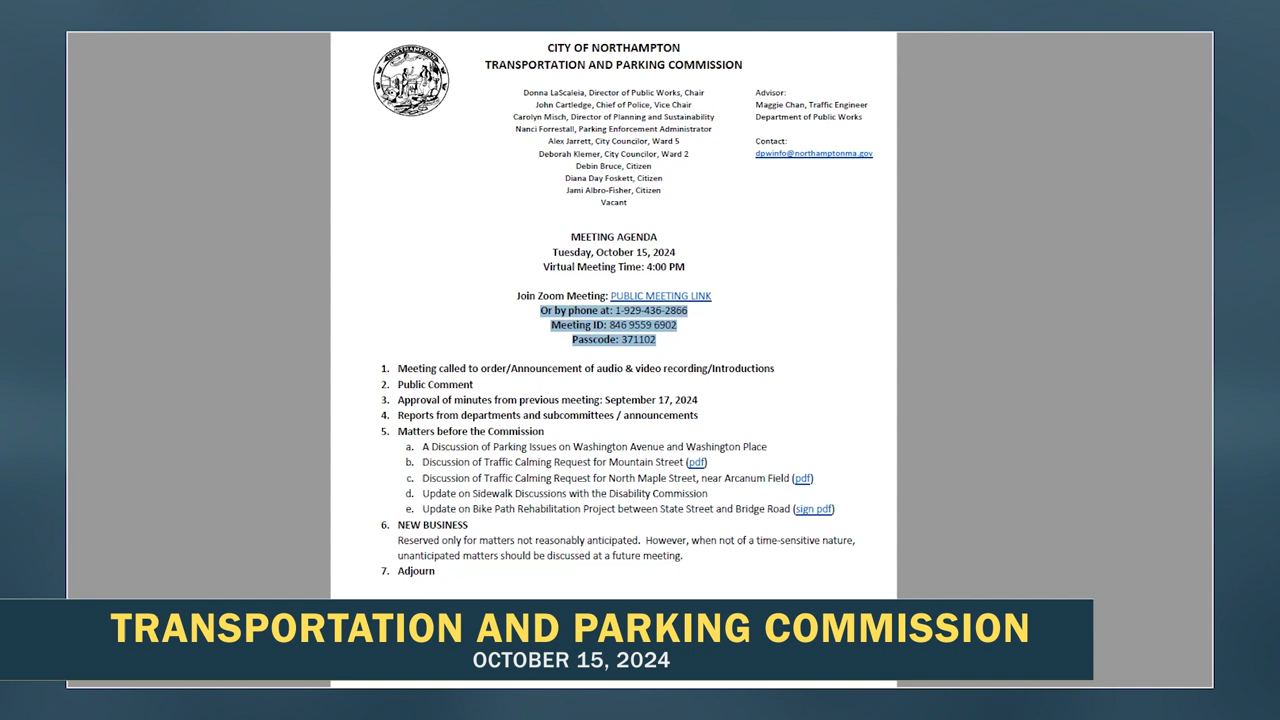 NORTHAMPTON
CITY OF NORTHAMPTON
TRANSPORTATION AND PARKING COMMISSION
Donna LaScaleia, Director of Public Works, Chair
John Cartledge, Chief of Police, Vice Chair
Carolyn Misch, Director of Planning and Sustainability
Nanci Forrestall, Parking Enforcement Administrator
Alex Jarrett, City Councilor, Ward 5
Deborah Klemer, City Councilor, Ward 2
Debin Bruce, Citizen
Diana Day Foskett, Citizen
Jami Albro-Fisher, Citizen
Vacant
Advisor:
Maggie Chan, Traffic Engineer
Department of Public Works
Contact:
dpwinfo@northamptonma.gov
MEETING AGENDA
Tuesday, October 15, 2024
Virtual Meeting Time: 4:00 PM
Join Zoom Meeting: PUBLIC MEETING LINK
Or by phone at: 1-929-436-2866
Meeting ID: 846 9559 6902
Passcode: 371102
1. Meeting called to order/Announcement of audio & video recording/Introductions
2. Public Comment
3. Approval of minutes from previous meeting: September 17, 2024
4. Reports from departments and subcommittees / announcements
5. Matters before the Commission
a. A Discussion of Parking Issues on Washington Avenue and Washington Place
b. Discussion of Traffic Calming Request for Mountain Street (pdf)
c. Discussion of Traffic Calming Request for North Maple Street, near Arcanum Field (pdf)
d. Update on Sidewalk Discussions with the Disability Commission
e. Update on Bike Path Rehabilitation Project between State Street and Bridge Road (sign pdf)
6. NEW BUSINESS
Reserved only for matters not reasonably anticipated. However, when not of a time-sensitive nature,
unanticipated matters should be discussed at a future meeting.
7. Adjourn
TRANSPORTATION AND PARKING COMMISSION
OCTOBER 15, 2024